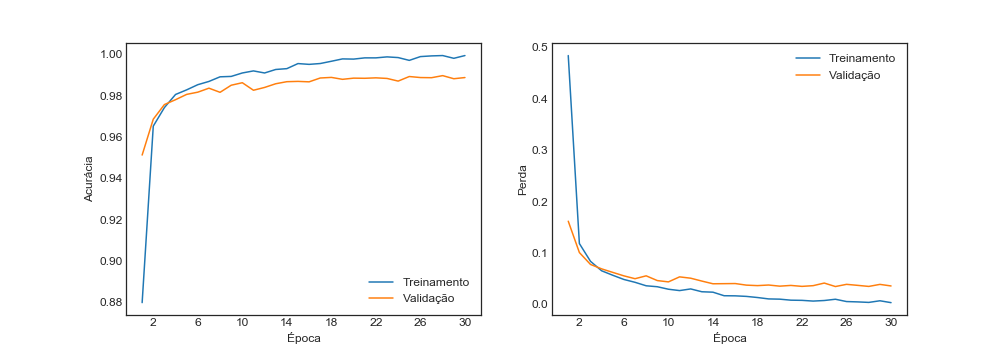 1.00
0.98
0.96
0.94
0.92
0.90
0.88
Acurácia
2 6 10 14 18 22 26 30
Época
Treinamento
Validação
0.5
0.4
0.3
0.2
0.1
0.0
Perda
2 6 10 14 18 22 26 30
Época
Treinamento
Validação